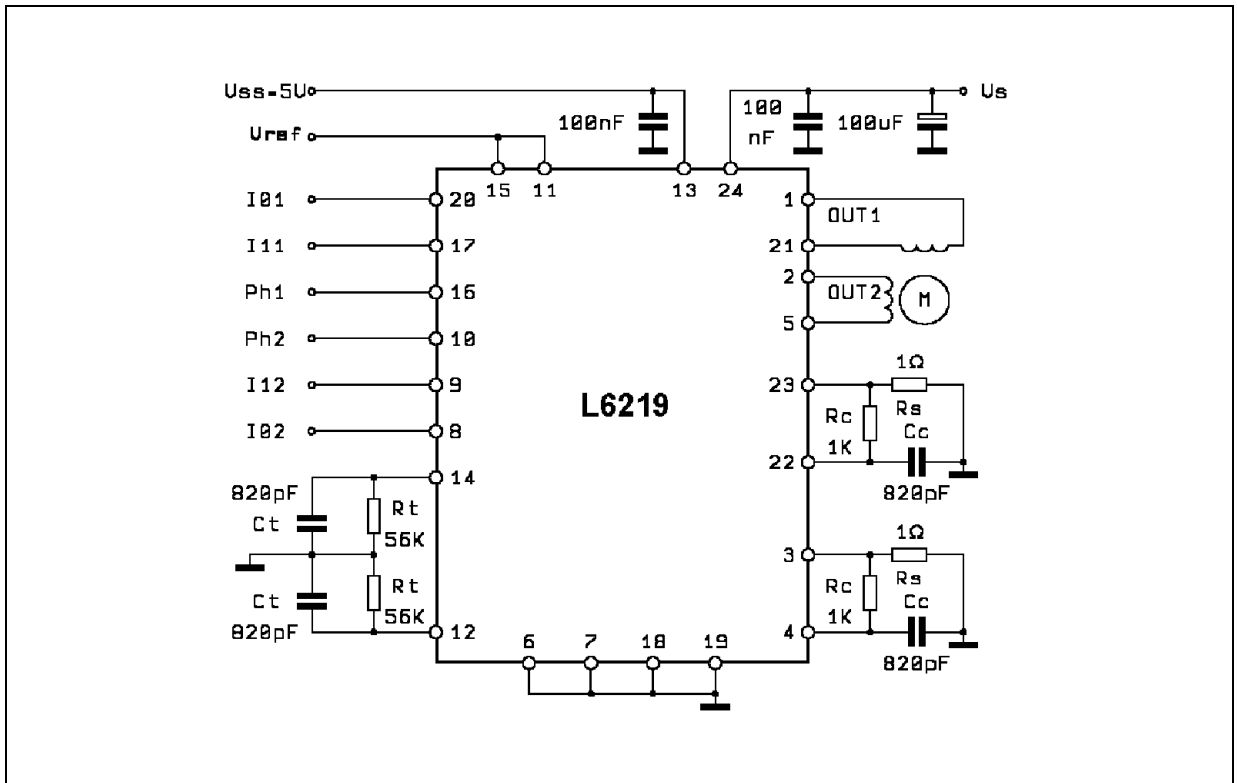 Uss=5U
Us
100nF
100
nF
100uF
Uref
15
11
13
24
I01
20
1
OUT1
I11
17
21
Ph1
16
2
OUT2
M
Ph2
10
5
I12
9
23
1Ω
Rs
I02
8
Rc
1K
L6219
22
Cc
820pF
14
820pF
Ct
Rt
56K
3
1Ω
Rs
Ct
820pF
Rt
56K
Rc
1K
12
4
Cc
820pF
6
7
18
19